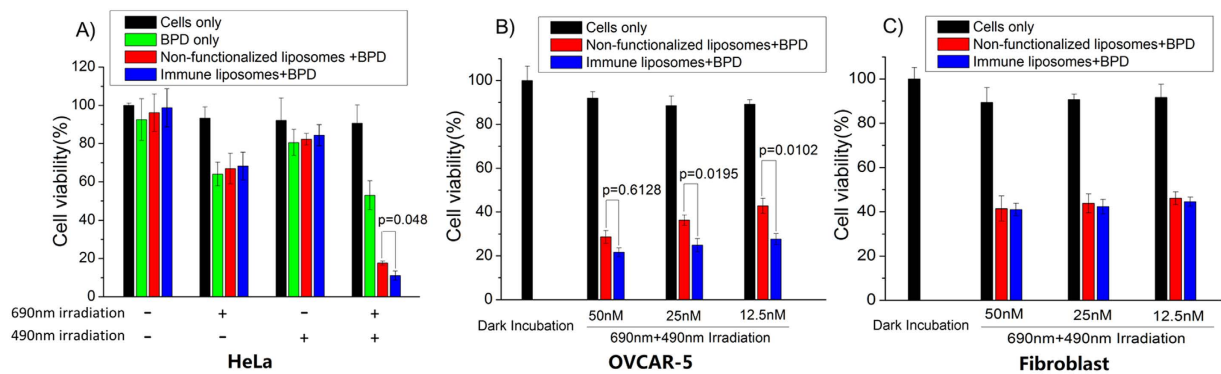 A)
Cells only
BPD only
Non-functionalized liposomes +BPD
Immune liposomes+BPD
Cell viability(%)
120
100
80
60
40
20
0
p=0.048
690nm irradiation - + - +
490nm irradiation - - + +
HeLa
B)
Cells only
Non-functionalized liposomes+BPD
Immune liposomes+BPD
Cell viability(%)
100
80
60
40
20
0
p=0.6128
p=0.0195
p=0.0102
Dark Incubation
50nM 25nM 12.5nM
690nm+490nm Irradiation
OVCAR-5
C)
Cells only
Non-functionalized liposomes+BPD
Immune liposomes+BPD
Cell viability(%)
100
80
60
40
20
0
Dark Incubation
50nM 25nM 12.5nM
690nm+490nm Irradiation
Fibroblast